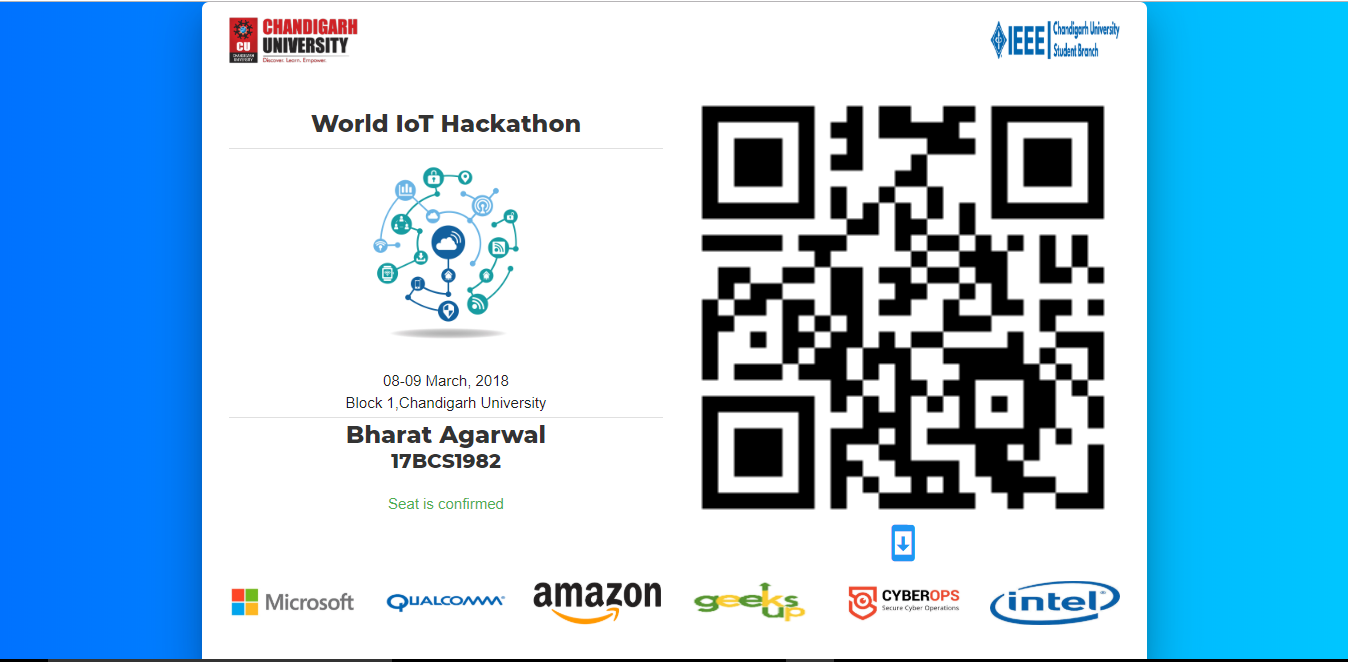 CHANDIGARH
UNIVERSITY
Discover. Learn. Empower.
CU
CHANDIGARH
UNIVERSITY
IEEE
Chandigarh University
Student Branch
World IoT Hackathon
08-09 March, 2018
Block 1,Chandigarh University
Bharat Agarwal
17BCS1982
Seat is confirmed
Microsoft
QUALCOMM
amazon
geeks
up
CYBEROPS
Secure Cyber Operations
intel